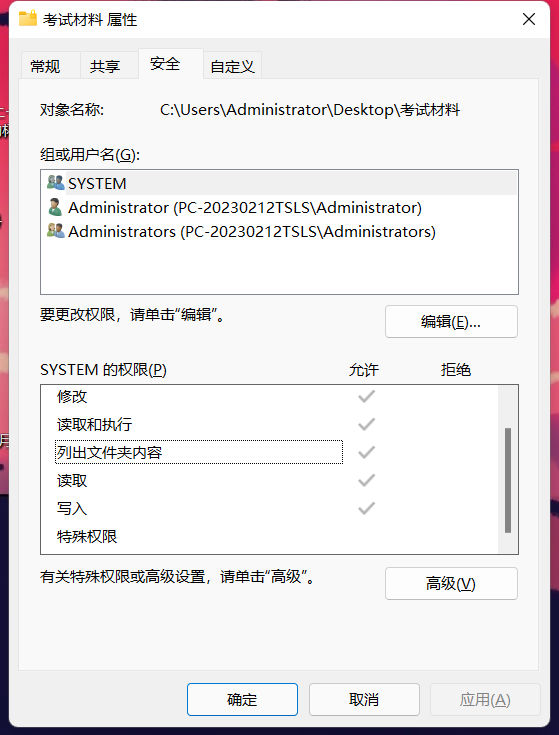 考试材料 属性
常规
共享
安全
自定义
对象名称:
C:\Users\Administrator\Desktop\考试材料
组或用户名(G):
SYSTEM
Administrator (PC-20230212TSLS\Administrator)
Administrators (PC-20230212TSLS\Administrators)
要更改权限，请单击“编辑”。
编辑(E)...
SYSTEM 的权限(P)
允许
拒绝
修改
读取和执行
列出文件夹内容
读取
写入
特殊权限
有关特殊权限或高级设置，请单击“高级”。
高级(V)
确定
取消
应用(A)